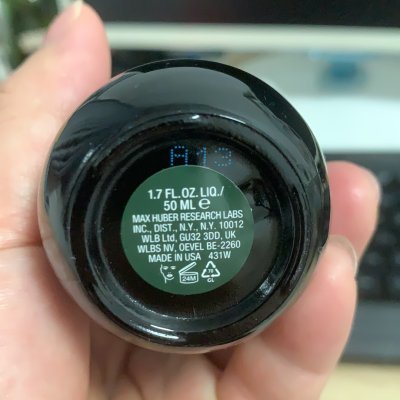 A13
1.7 FL.OZ.LIQ./
50 ML ℮
MAX HUBER RESEARCH LABS
INC., DIST., N.Y., N.Y. 10012
WLB Ltd, GU32 3DD, UK
WLBS NV, OEVEL BE-2260
MADE IN USA 431W
24M
CL